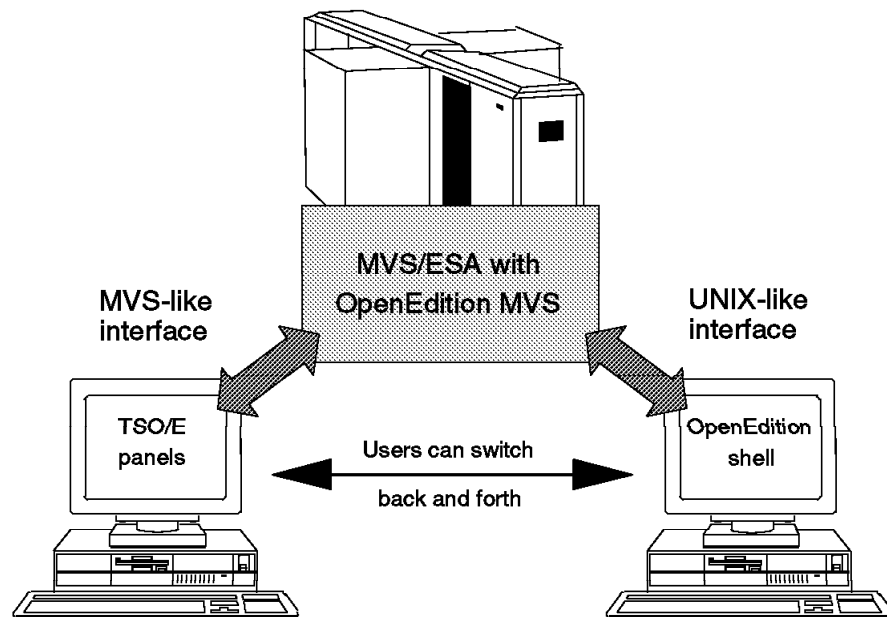 MVS/ESA with
OpenEdition MVS
MVS-like
interface
UNIX-like
interface
TSO/E
panels
Users can switch
back and forth
OpenEdition
shell